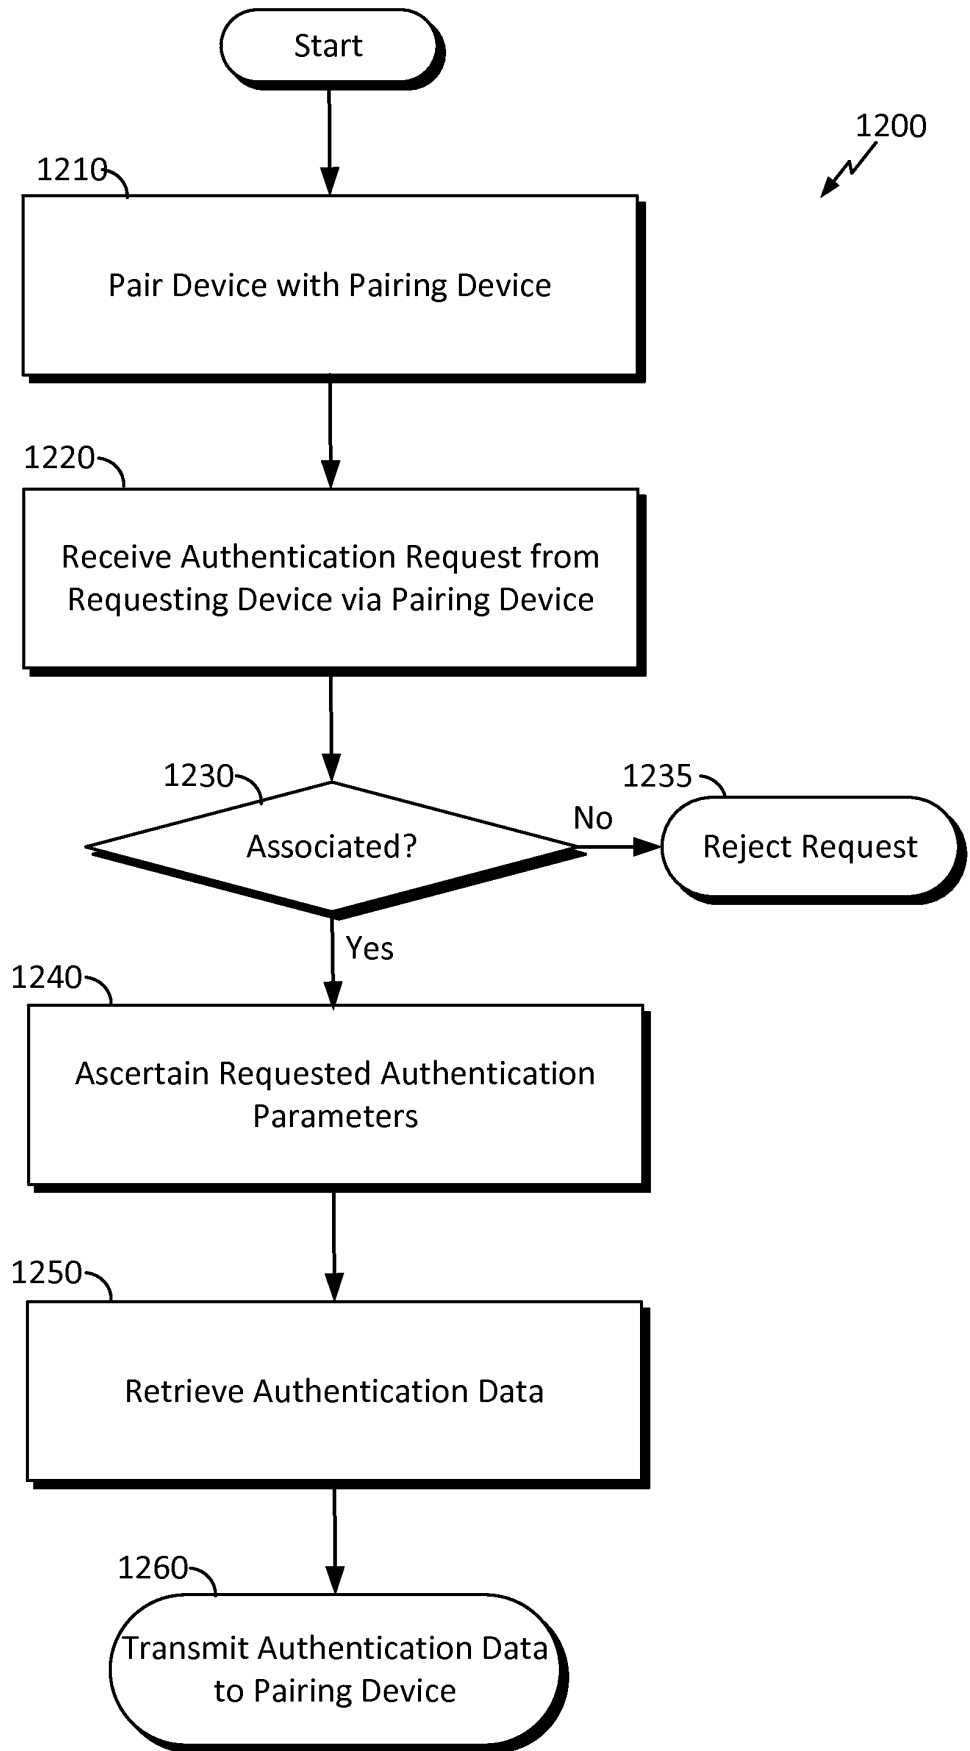 Start
1200
1210
Pair Device with Pairing Device
1220
Receive Authentication Request from
Requesting Device via Pairing Device
1230
Associated?
No
1235
Reject Request
Yes
1240
Ascertain Requested Authentication
Parameters
1250
Retrieve Authentication Data
1260
Transmit Authentication Data
to Pairing Device